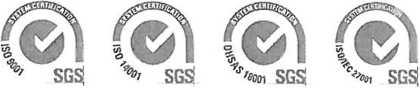 SYSTEM CERTIFICATION
ISO 9001
SGS
SYSTEM CERTIFICATION
ISO 14001
SGS
SYSTEM CERTIFICATION
OHSAS 18001
SGS
SYSTEM CERTIFICATION
ISO/IEC 27001
SGS